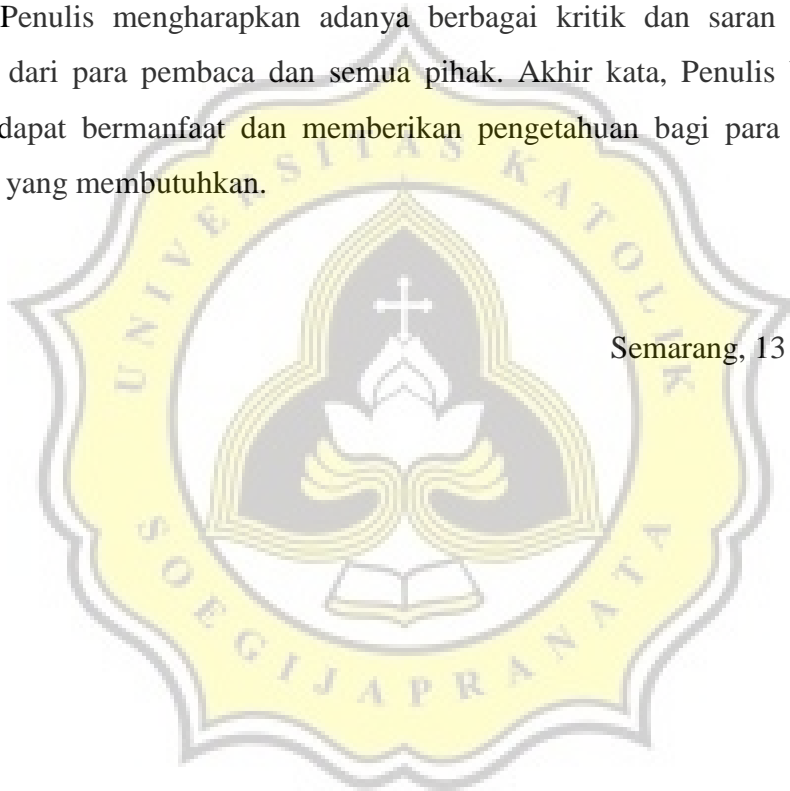 Penulis mengharapkan adanya berbagai kritik dan saran
dari para pembaca dan semua pihak. Akhir kata, Penulis
dapat bermanfaat dan memberikan pengetahuan bagi para
yang membutuhkan.
UNIVERSITAS KATOLIK
Semarang, 13
SOEGIJAPRANATA